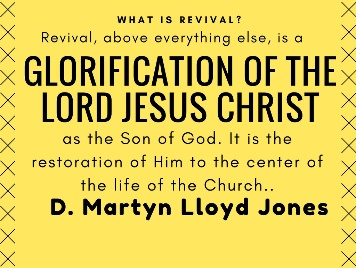 WHAT IS REVIVAL?
Revival, above everything else, is a
GLORIFICATION OF THE
LORD JESUS CHRIST
as the Son of God. It is the
restoration of Him to the center of
the life of the Church..
D. Martyn Lloyd Jones